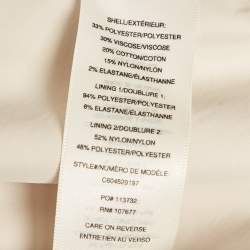 SHELL/EXTÉRIEUR:
33% POLYESTER/POLYESTER
30% VISCOSE/VISCOSE
20% COTTON/COTON
15% NYLON/NYLON
2% ELASTANE/ÉLASTHANNE
LINING 1/DOUBLURE 1:
94% POLYESTER/POLYESTER
6% ELASTANE/ÉLASTHANNE
LINING 2/DOUBLURE 2:
52% NYLON/NYLON
48% POLYESTER/POLYESTER
STYLE#/NUMÉRO DE MODÈLE:
C604529197
PO# 113732
RN# 107677
CARE ON REVERSE
ENTRETIEN AU VERSO